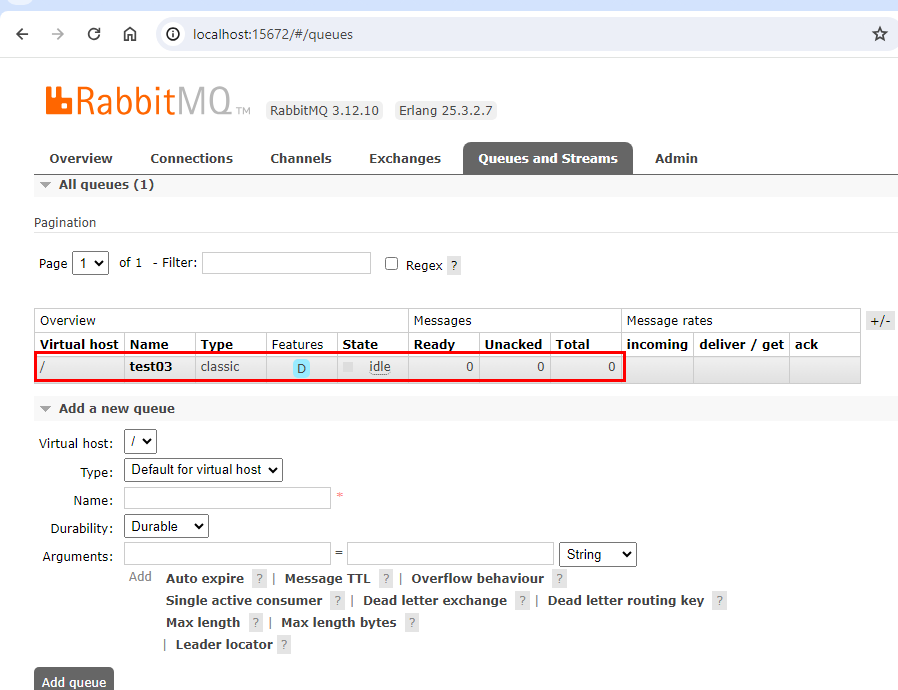 localhost:15672/#/queues
RabbitMQ TM RabbitMQ 3.12.10 Erlang 25.3.2.7
Overview Connections Channels Exchanges Queues and Streams Admin
All queues (1)
Pagination
Page 1 of 1 - Filter: Regex ?
Overview Messages Message rates +/-
Virtual host Name Type Features State Ready Unacked Total incoming deliver / get ack
/ test03 classic D idle 0 0 0
Add a new queue
Virtual host: /
Type: Default for virtual host
Name: *
Durability: Durable
Arguments: = String
Add Auto expire ? | Message TTL ? | Overflow behaviour ?
Single active consumer ? | Dead letter exchange ? | Dead letter routing key ?
Max length ? | Max length bytes ?
| Leader locator ?
Add queue